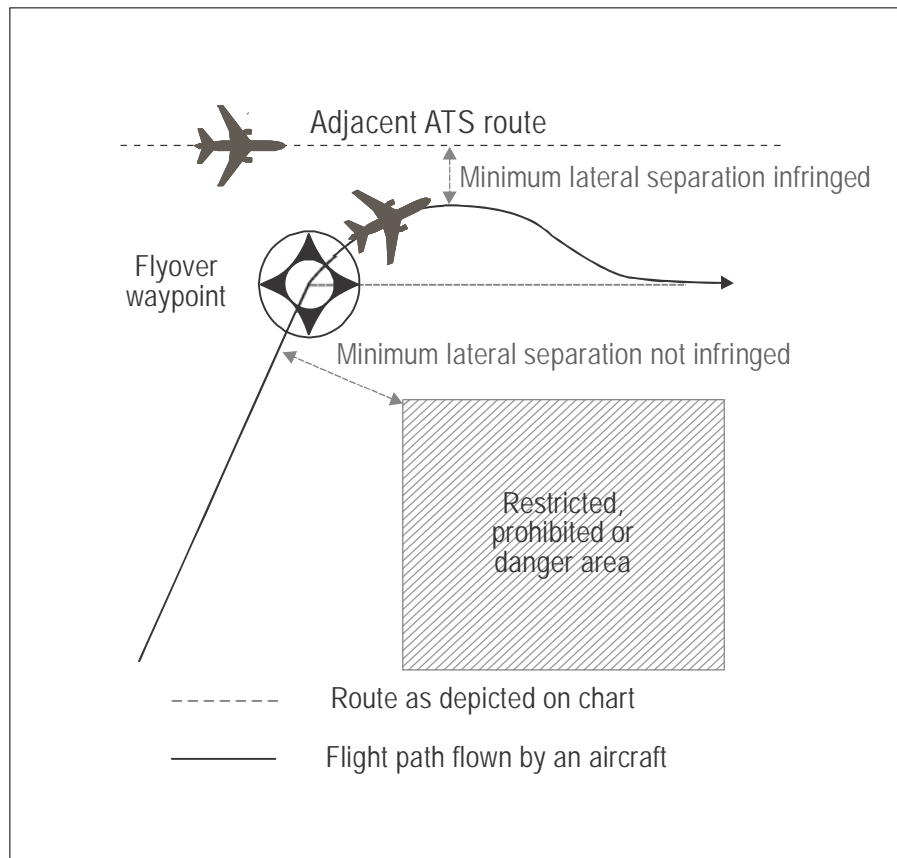 Adjacent ATS route
Minimum lateral separation infringed
Flyover
waypoint
Minimum lateral separation not infringed
Restricted,
prohibited or
danger area
Route as depicted on chart
Flight path flown by an aircraft